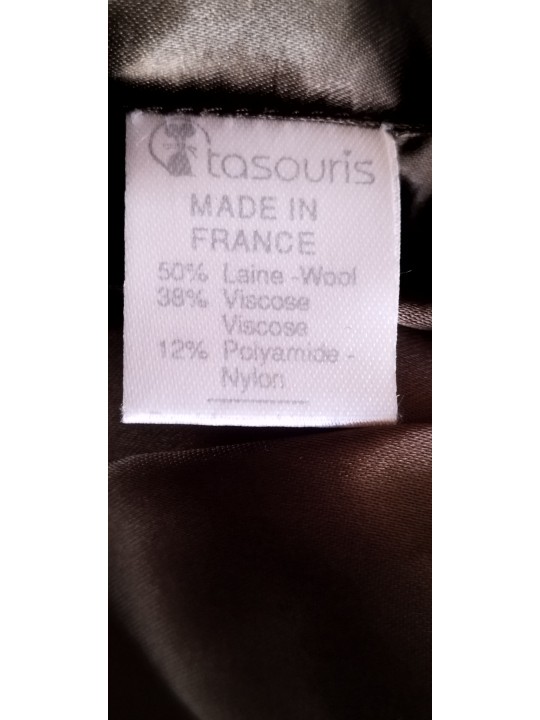 tasouris
MADE IN
FRANCE
50% Laine -Wool
38% Viscose
Viscose
12% Polyamide -
Nylon